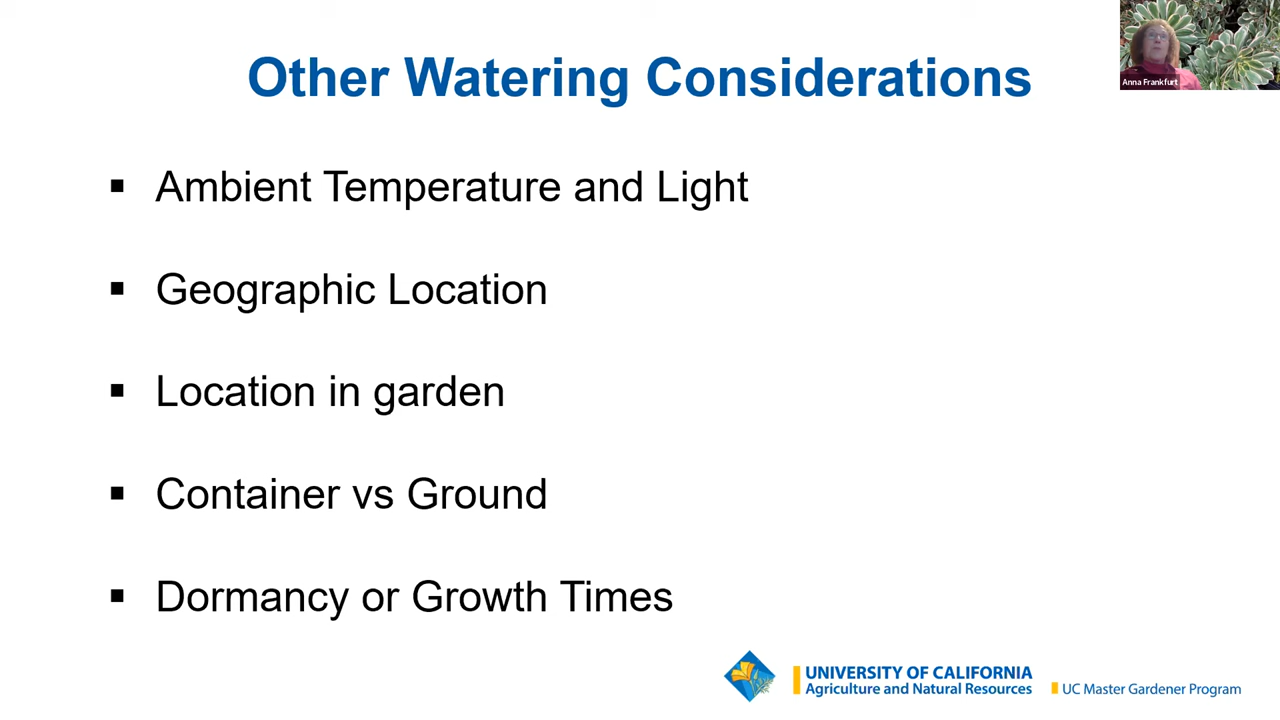 Other Watering Considerations
Anna Frankfurt
▪ Ambient Temperature and Light
▪ Geographic Location
▪ Location in garden
▪ Container vs Ground
▪ Dormancy or Growth Times
UNIVERSITY OF CALIFORNIA
Agriculture and Natural Resources
UC Master Gardener Program